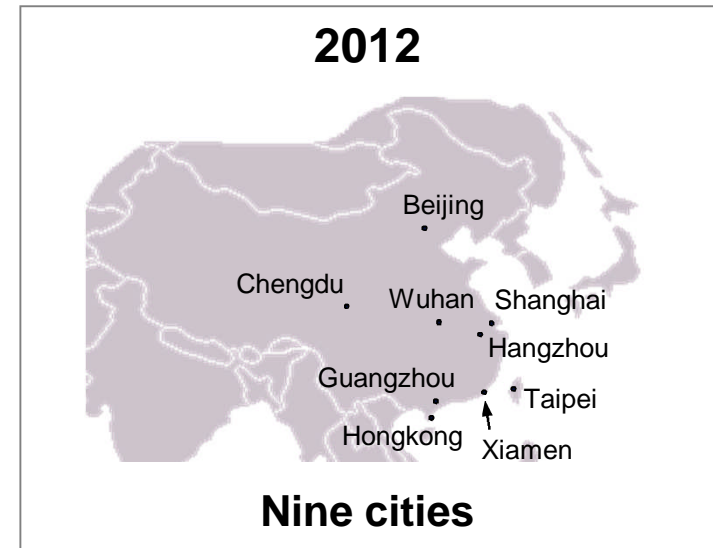 2012
Beijing
Chengdu
Wuhan
Shanghai
Hangzhou
Guangzhou
Taipei
Hongkong
Xiamen
Nine cities